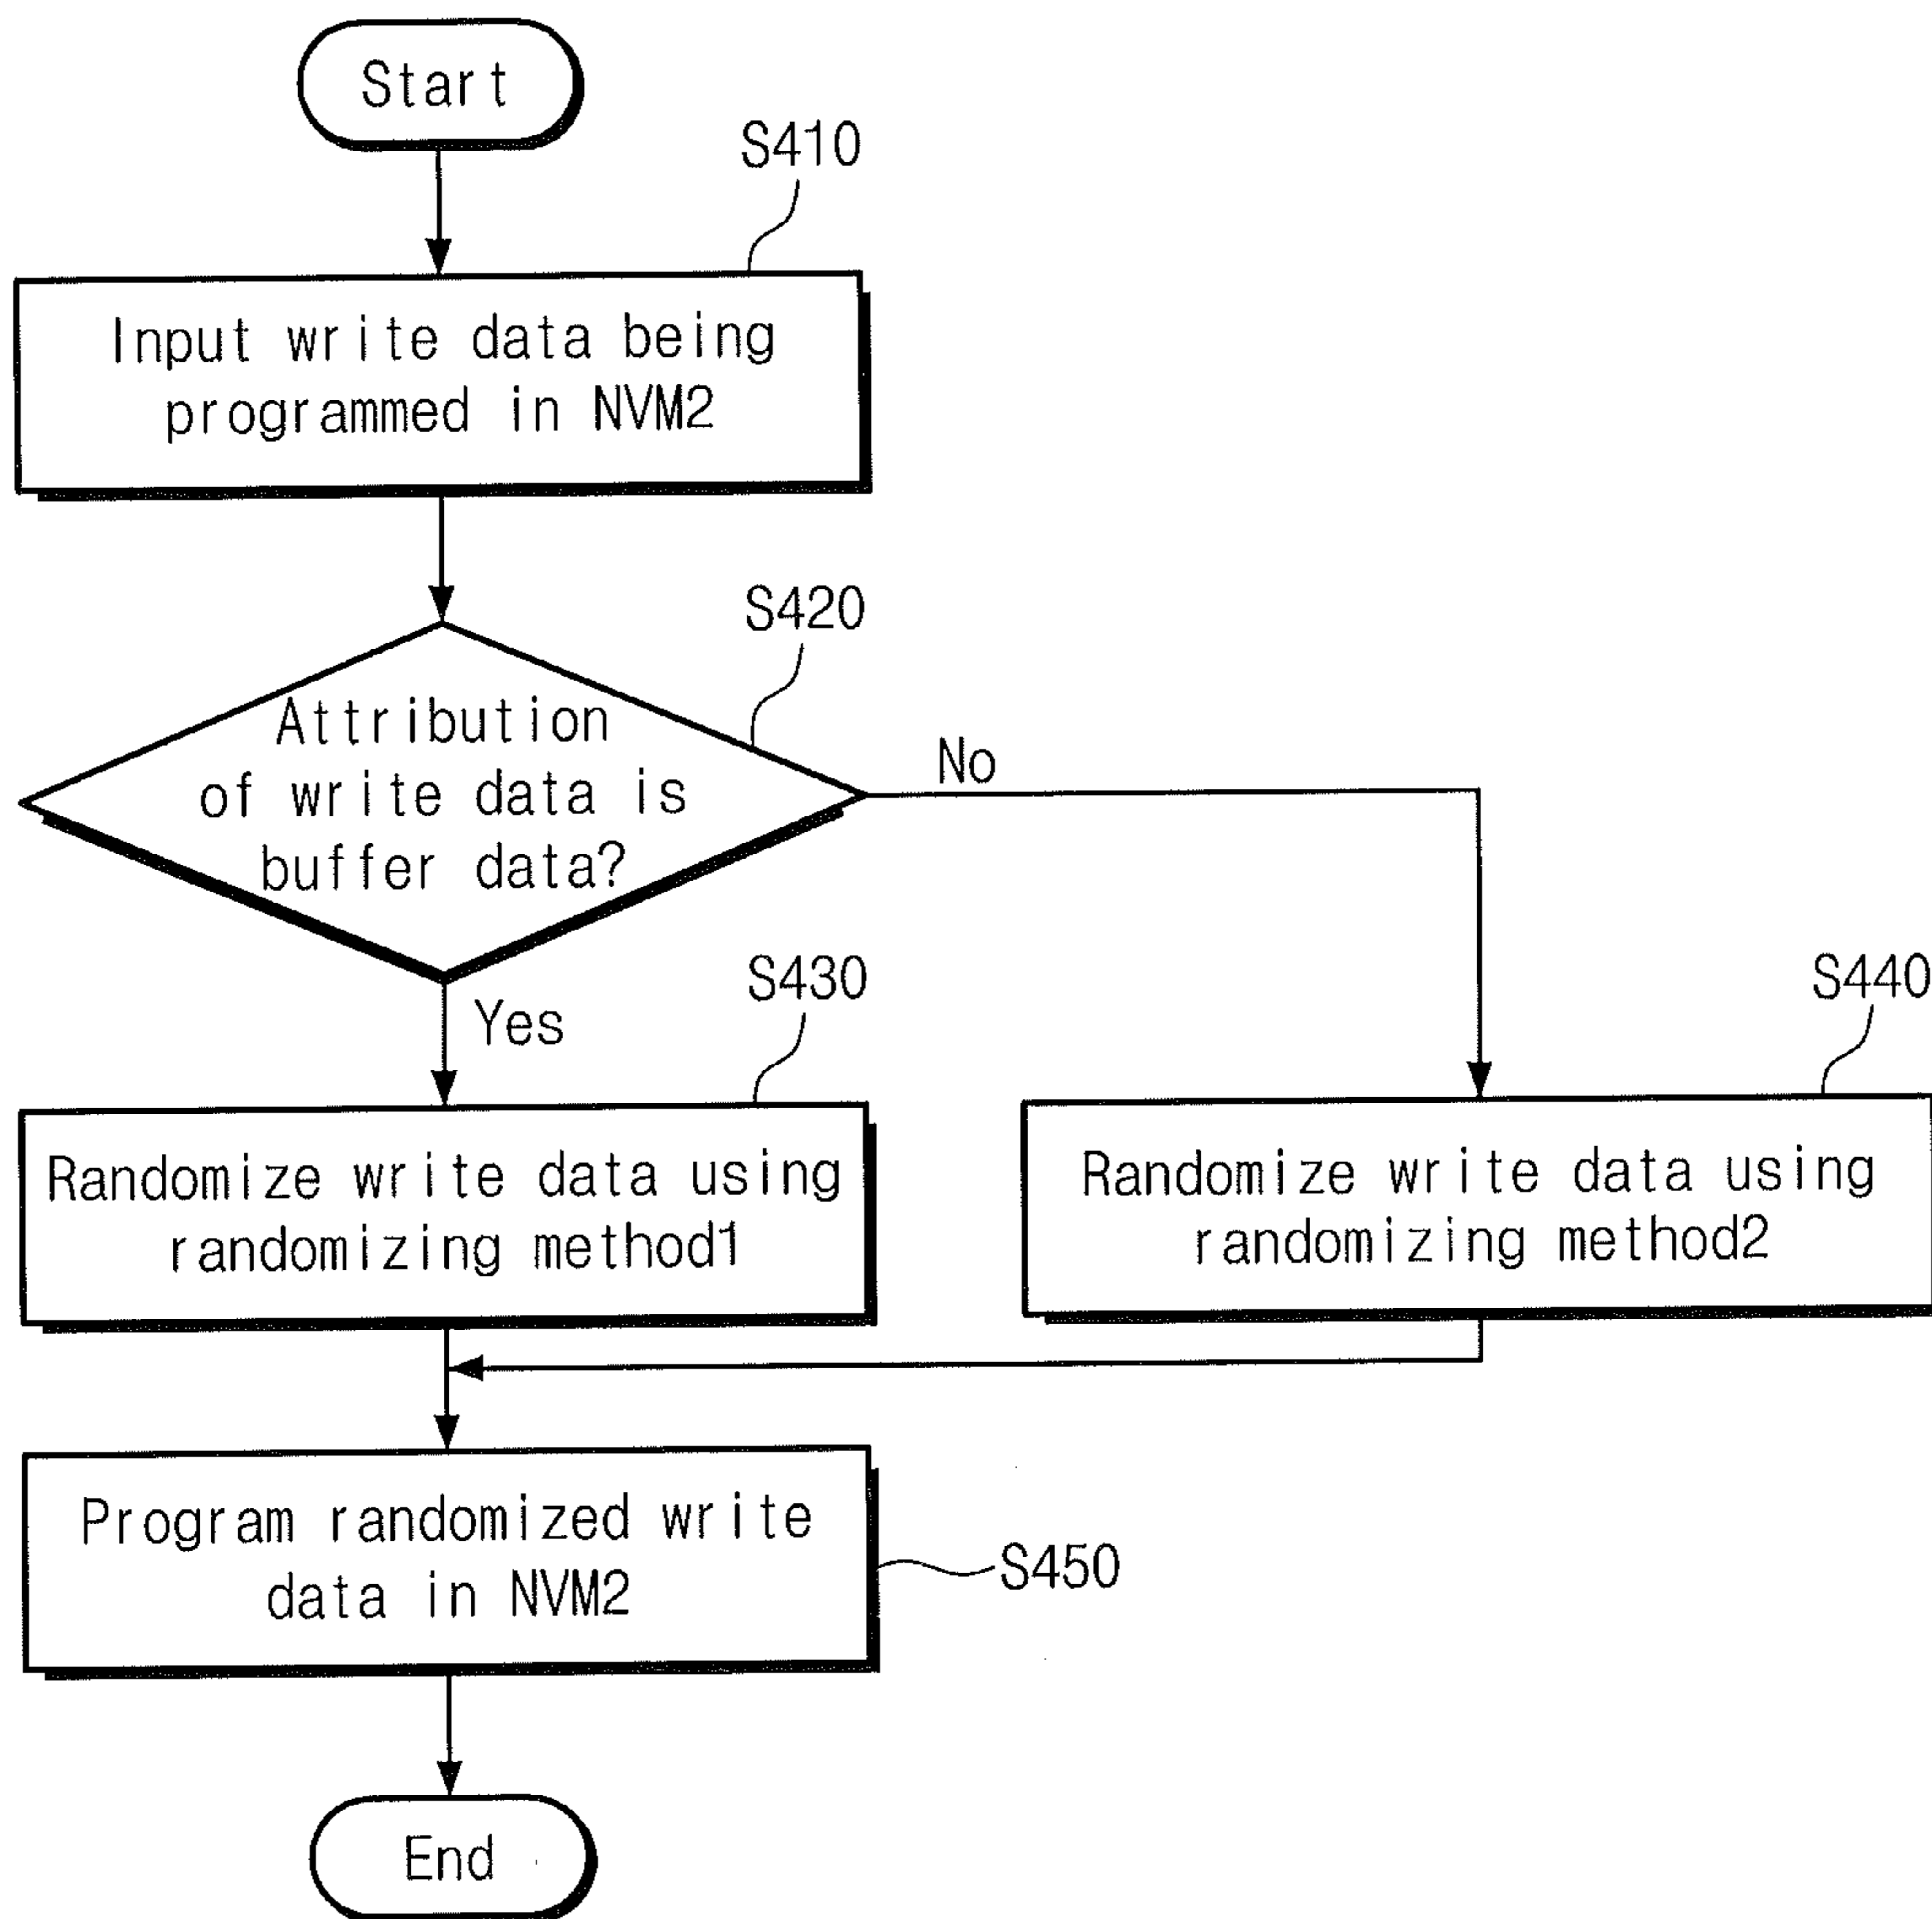 Start
S410
Input write data being
programmed in NVM2
S420
Attribution
of write data is
buffer data?
No
Yes
S430
S440
Randomize write data using
randomizing method1
Randomize write data using
randomizing method2
Program randomized write
data in NVM2
S450
End